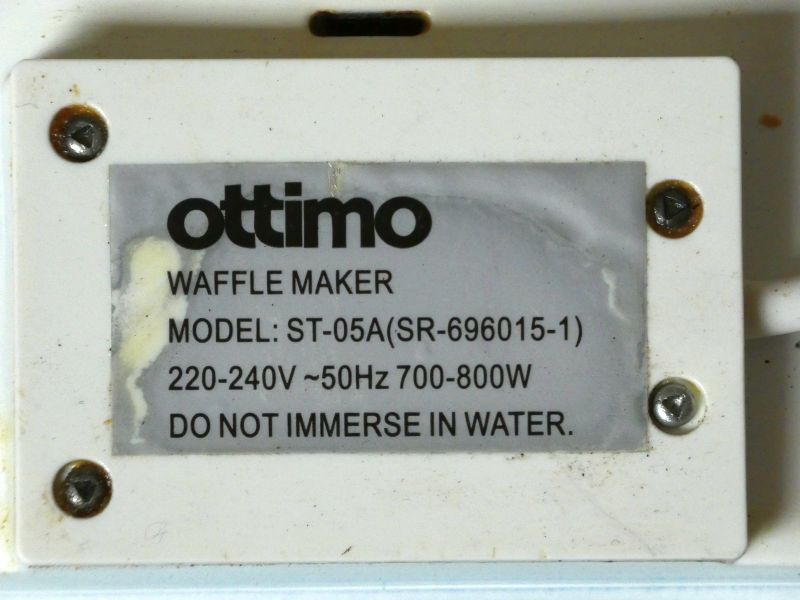 ottimo
WAFFLE MAKER
MODEL: ST-05A(SR-696015-1)
220-240V ~50Hz 700-800W
DO NOT IMMERSE IN WATER.